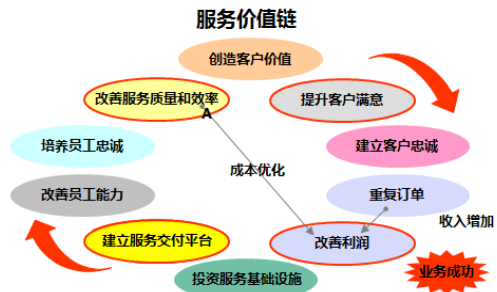 服务价值链
创造客户价值
改善服务质量和效率
提升客户满意
A
培养员工忠诚
建立客户忠诚
成本优化
改善员工能力
重复订单
收入增加
建立服务交付平台
改善利润
投资服务基础设施
业务成功